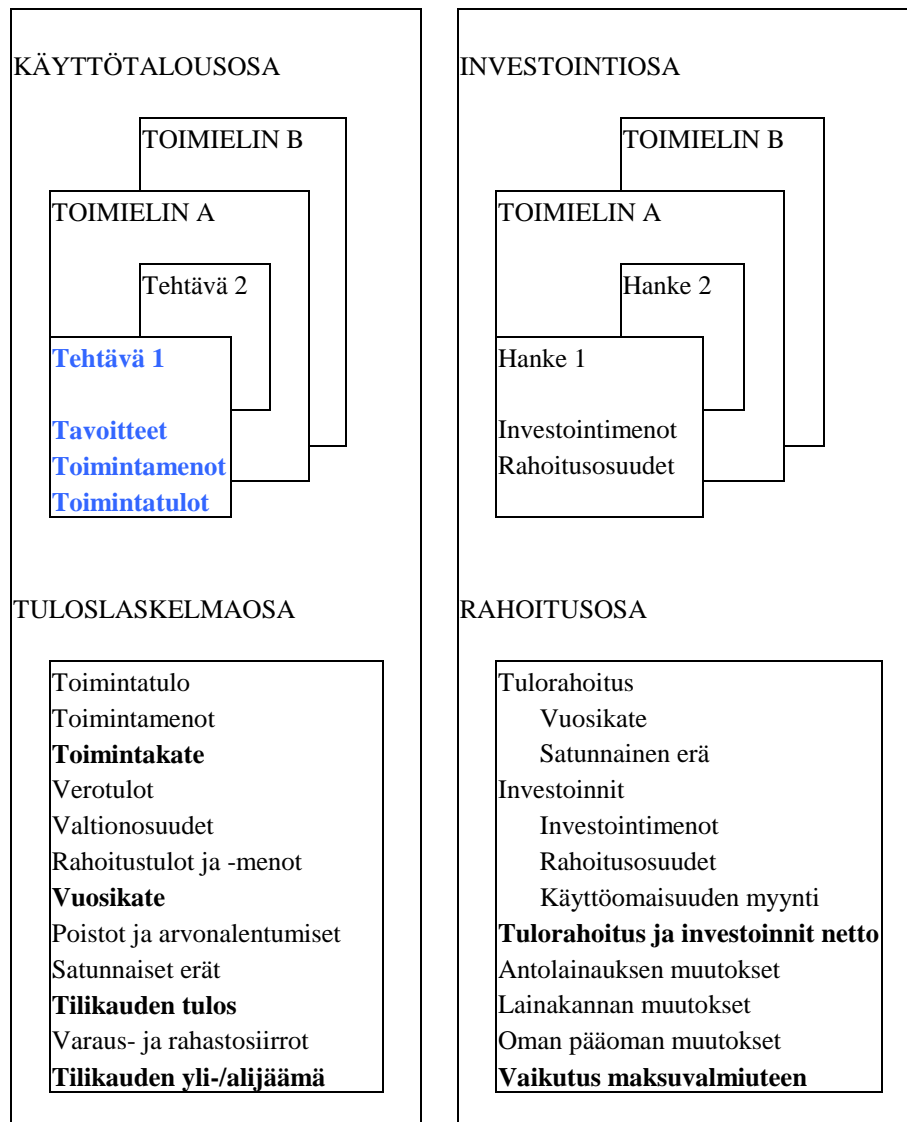 KÄYTTÖTALOUSOSA
TOIMIELIN B
TOIMIELIN A
Tehtävä 2
Tehtävä 1
Tavoitteet
Toimintamenot
Toimintatulot
INVESTOINTIOSA
TOIMIELIN B
TOIMIELIN A
Hanke 2
Hanke 1
Investointimenot
Rahoitusosuudet
TULOSLASKELMAOSA
Toimintatulo
Toimintamenot
Toimintakate
Verotulot
Valtionosuudet
Rahoitustulot ja -menot
Vuosikate
Poistot ja arvonalentumiset
Satunnaiset erät
Tilikauden tulos
Varaus- ja rahastosiirrot
Tilikauden yli-/alijäämä
RAHOITUSOSA
Tulorahoitus
Vuosikate
Satunnainen erä
Investoinnit
Investointimenot
Rahoitusosuudet
Käyttöomaisuuden myynti
Tulorahoitus ja investoinnit netto
Antolainauksen muutokset
Lainakannan muutokset
Oman pääoman muutokset
Vaikutus maksuvalmiuteen